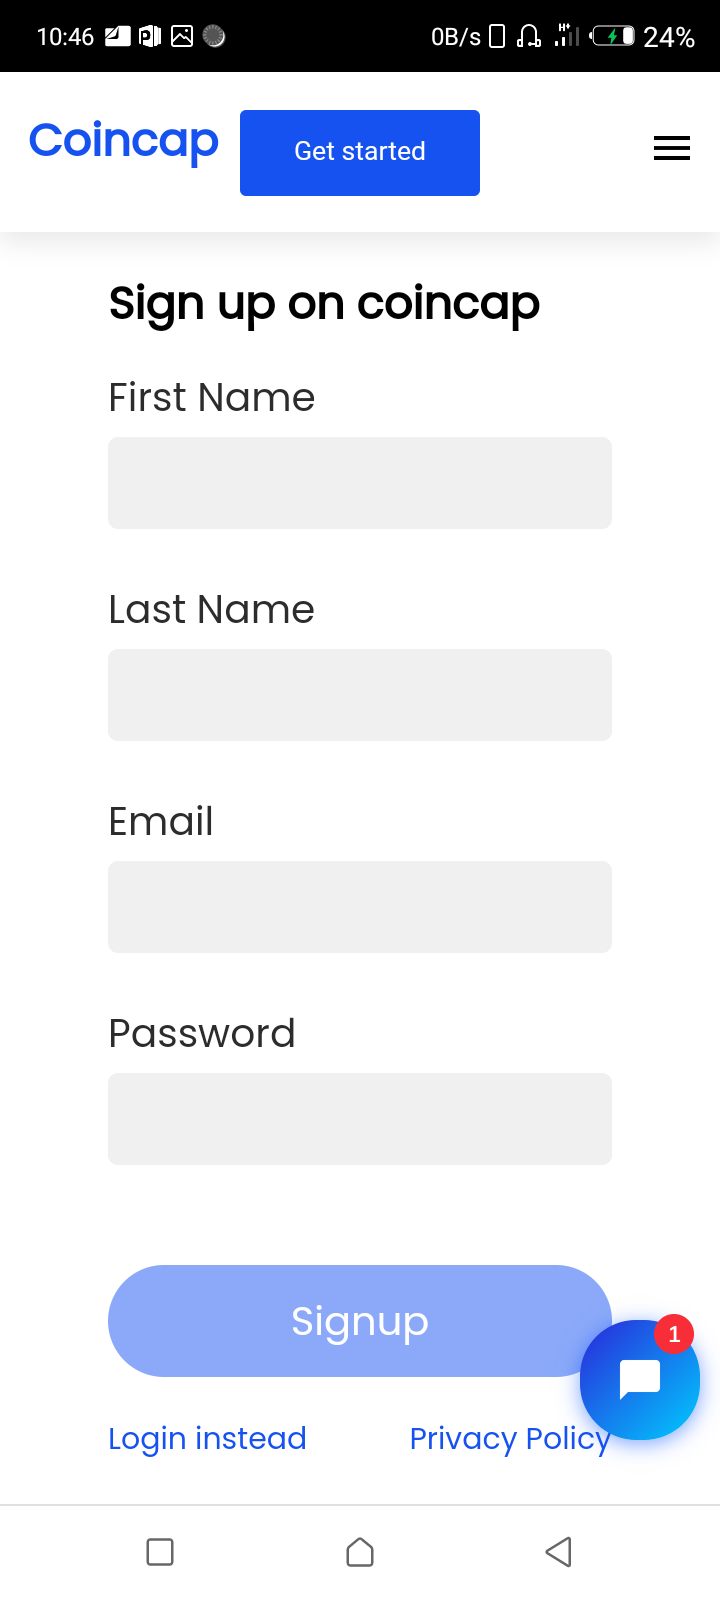 10:46 0B/s H+ 24%
Coincap
Get started
Sign up on coincap
First Name
Last Name
Email
Password
Signup
1
Login instead Privacy Policy